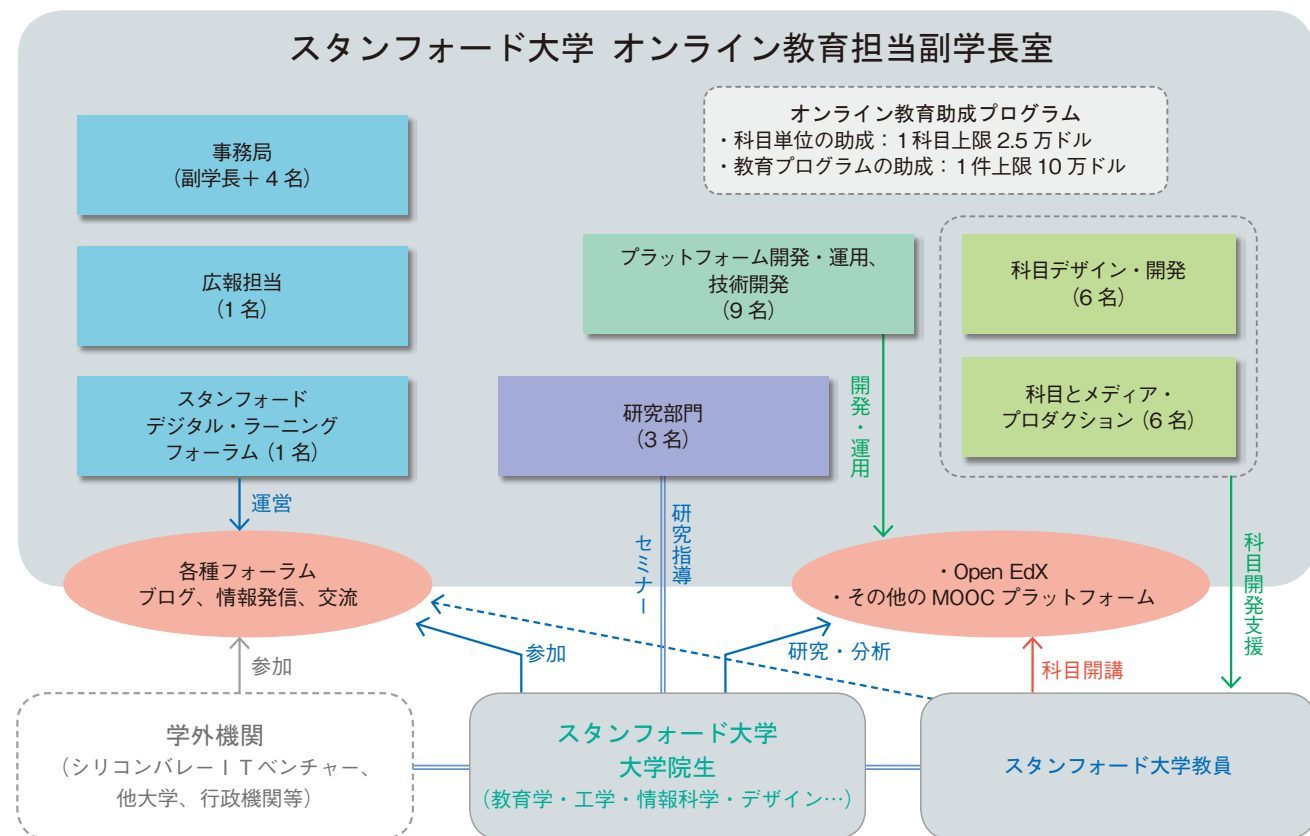 スタンフォード大学 オンライン教育担当副学長室
オンライン教育助成プログラム
・科目単位の助成：1科目上限 2.5 万ドル
・教育プログラムの助成：1件上限 10 万ドル
事務局
（副学長＋ 4 名）
広報担当
（1 名）
スタンフォード
デジタル・ラーニング
フォーラム（1 名）
プラットフォーム開発・運用、
技術開発
（9 名）
科目デザイン・開発
（6 名）
科目とメディア・
プロダクション（6 名）
研究部門
（3 名）
運営
開発・運用
研究指導
セミナー
科目開発支援
各種フォーラム
ブログ、情報発信、交流
・Open EdX
・その他の MOOC プラットフォーム
参加
参加
研究・分析
科目開講
学外機関
（シリコンバレーＩＴベンチャー、
他大学、行政機関等）
スタンフォード大学
大学院生
（教育学・工学・情報科学・デザイン…）
スタンフォード大学教員